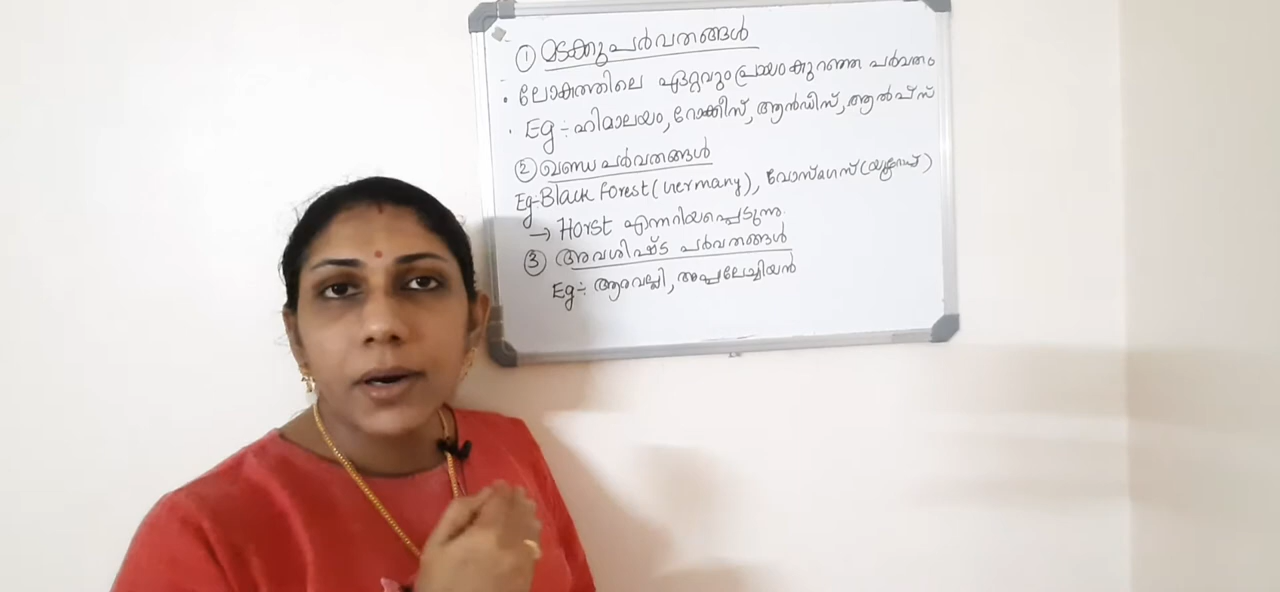 ① മടക്കുപർവതങ്ങൾ
• ലോകത്തിലെ ഏറ്റവും പ്രായംകുറഞ്ഞ പർവതം
• Eg ÷ ഹിമാലയം, റോക്കീസ്, ആൻഡീസ്, ആൽപ്സ്
② ഖണ്ഡപർവതങ്ങൾ
Eg:- Black Forest (Germany), വോസ്ഗസ് (യൂറോപ്പ്)
→ Horst എന്നറിയപ്പെടുന്നു.
③ അവശിഷ്ട പർവതങ്ങൾ
Eg ÷ ആരവല്ലി, അപ്പലേച്ചിയൻ